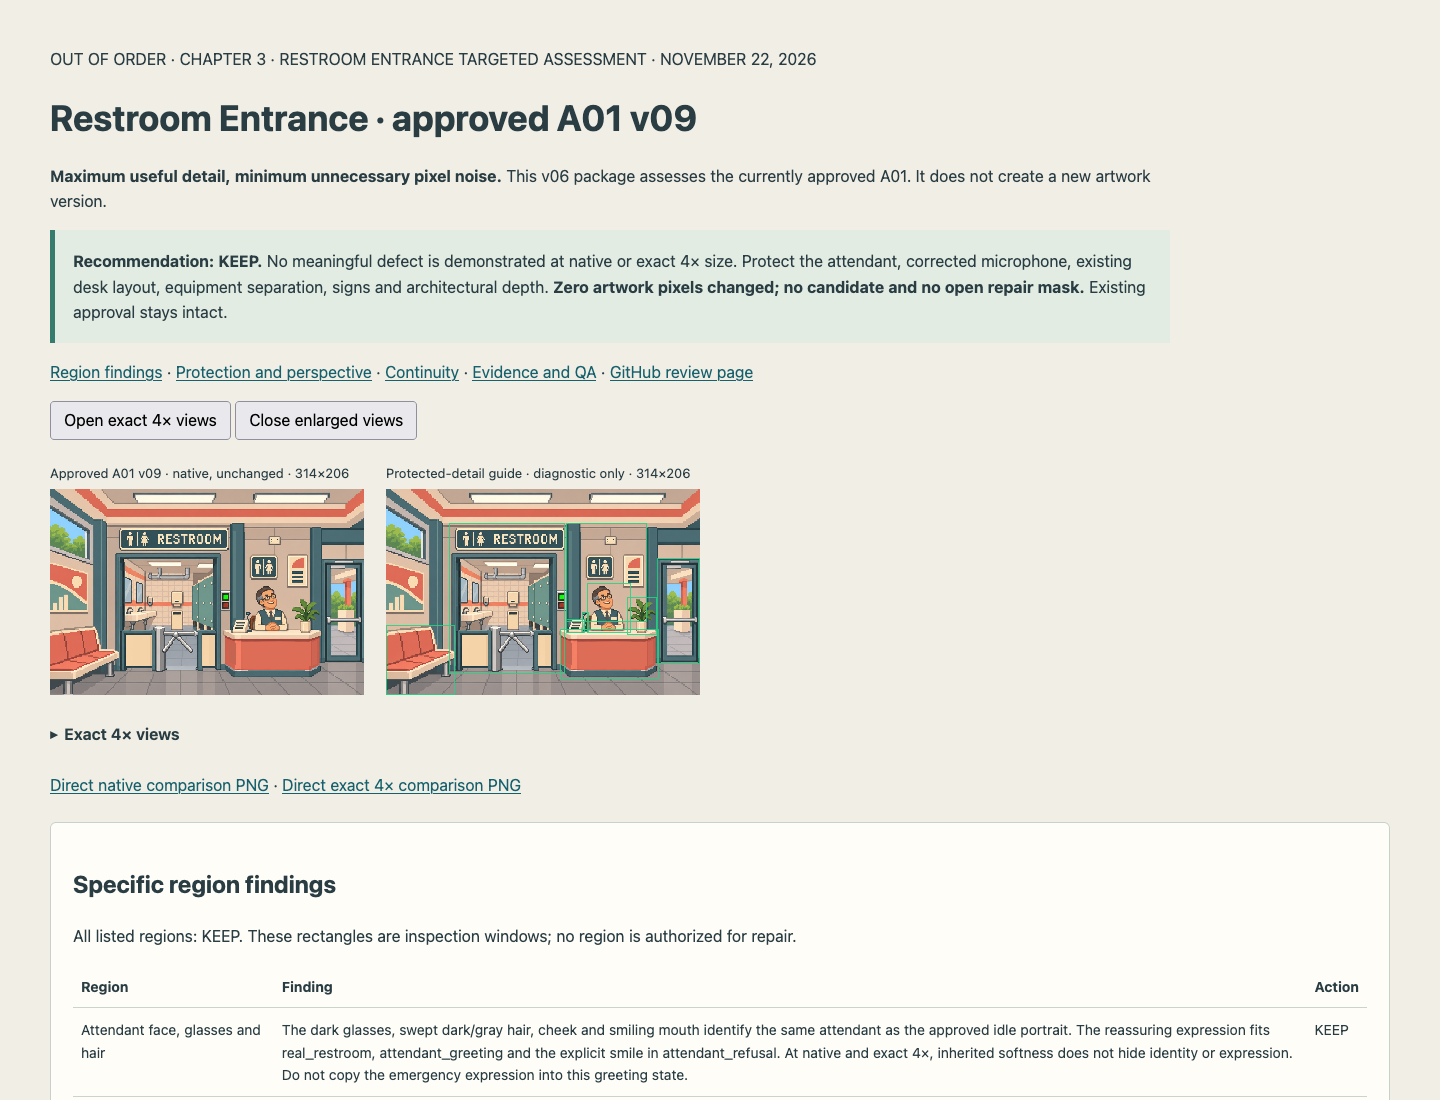 OUT OF ORDER · CHAPTER 3 · RESTROOM ENTRANCE TARGETED ASSESSMENT · NOVEMBER 22, 2026
Restroom Entrance · approved A01 v09
Maximum useful detail, minimum unnecessary pixel noise. This v06 package assesses the currently approved A01. It does not create a new artwork
version.
Recommendation: KEEP. No meaningful defect is demonstrated at native or exact 4× size. Protect the attendant, corrected microphone, existing
desk layout, equipment separation, signs and architectural depth. Zero artwork pixels changed; no candidate and no open repair mask. Existing
approval stays intact.
Region findings · Protection and perspective · Continuity · Evidence and QA · GitHub review page
Open exact 4× views Close enlarged views
Approved A01 v09 · native, unchanged · 314×206
Protected-detail guide · diagnostic only · 314×206
RESTROOM
RESTROOM
▸ Exact 4× views
Direct native comparison PNG · Direct exact 4× comparison PNG
Specific region findings
All listed regions: KEEP. These rectangles are inspection windows; no region is authorized for repair.
Region Finding Action
Attendant face, glasses and
hair
The dark glasses, swept dark/gray hair, cheek and smiling mouth identify the same attendant as the approved idle portrait. The reassuring expression fits
real_restroom, attendant_greeting and the explicit smile in attendant_refusal. At native and exact 4×, inherited softness does not hide identity or expression.
Do not copy the emergency expression into this greeting state.
KEEP